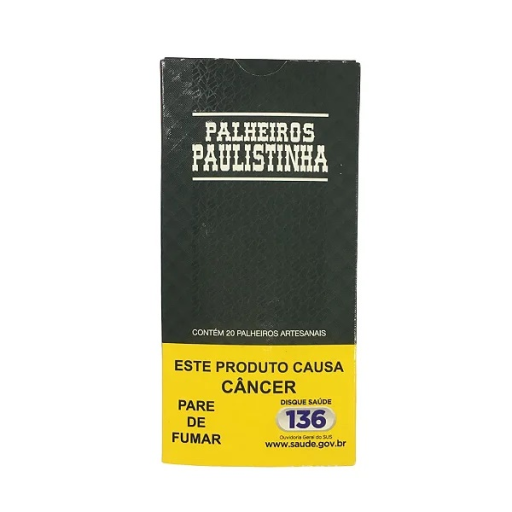 PALHEIROS
PAULISTINHA
CONTÉM 20 PALHEIROS ARTESANAIS
ESTE PRODUTO CAUSA
CÂNCER
PARE
DE
FUMAR
DISQUE SAÚDE
136
Ouvidoria Geral do SUS
www.saude.gov.br